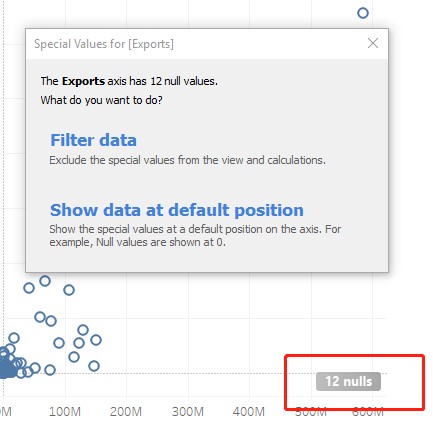 Special Values for [Exports]
The Exports axis has 12 null values.
What do you want to do?
Filter data
Exclude the special values from the view and calculations.
Show data at default position
Show the special values at a default position on the axis. For
example, Null values are shown at 0.
12 nulls
0M 100M 200M 300M 400M 500M 600M